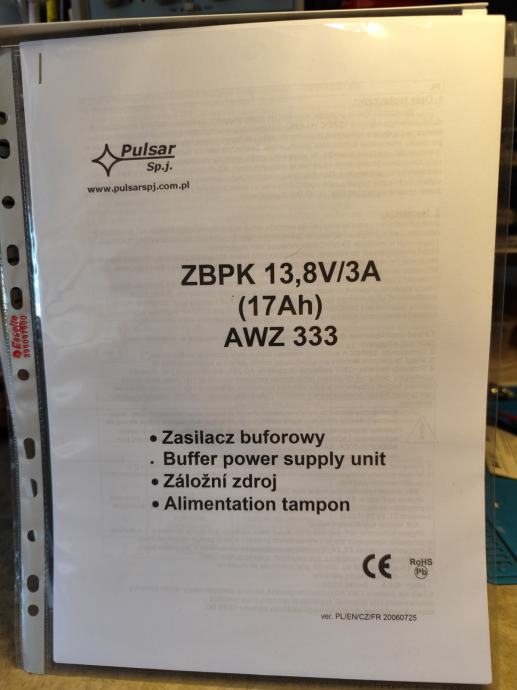 Pulsar
Sp.j.
www.pulsarspj.com.pl
ZBPK 13,8V/3A
(17Ah)
AWZ 333
• Zasilacz buforowy
• Buffer power supply unit
• Záložní zdroj
• Alimentation tampon
CE
RoHS
Pb
ver. PL/EN/CZ/FR 20060725
Esselte